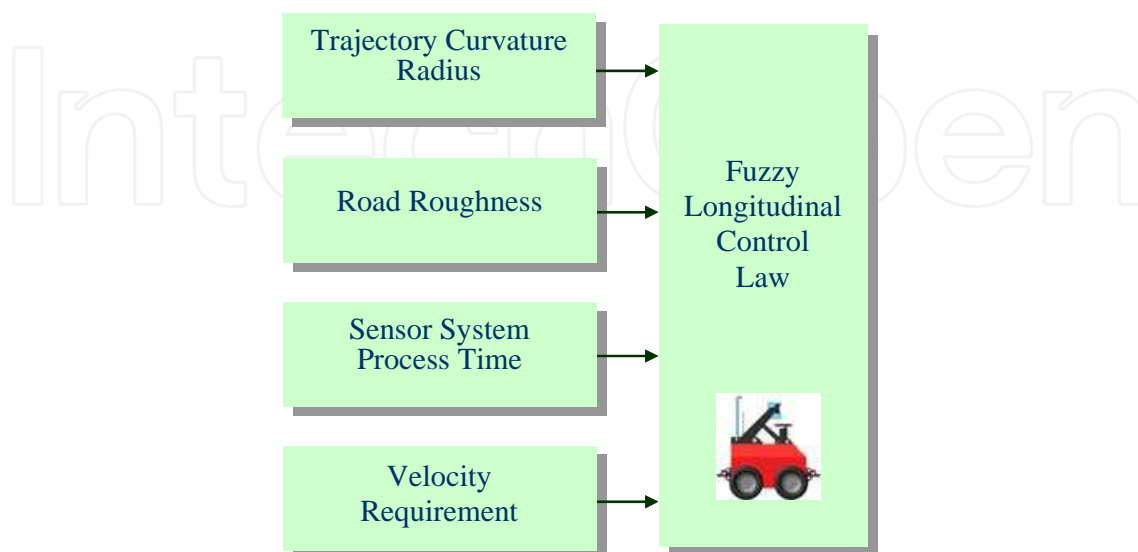 IntechOpen
Trajectory Curvature
Radius
Road Roughness
Sensor System
Process Time
Velocity
Requirement
Fuzzy
Longitudinal
Control
Law